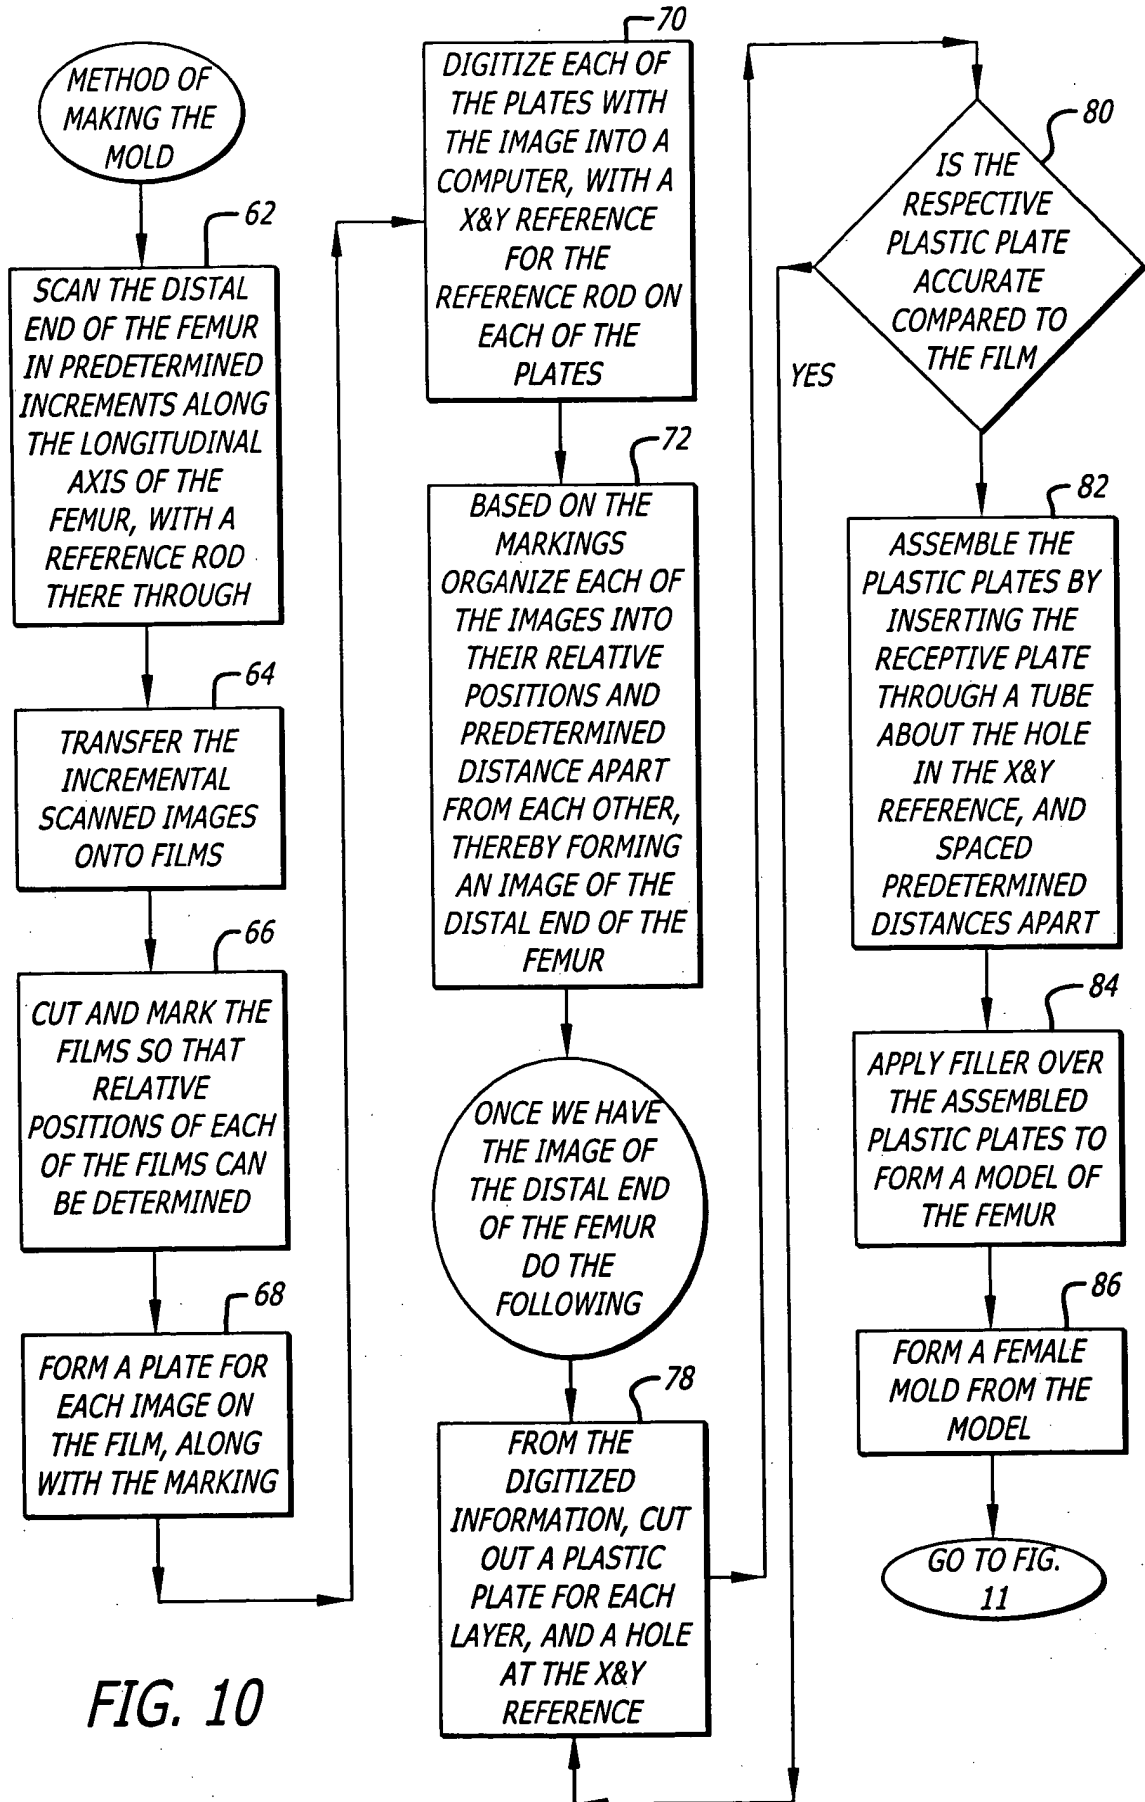 METHOD OF
MAKING THE
MOLD
62
SCAN THE DISTAL
END OF THE FEMUR
IN PREDETERMINED
INCREMENTS ALONG
THE LONGITUDINAL
AXIS OF THE
FEMUR, WITH A
REFERENCE ROD
THERE THROUGH
64
TRANSFER THE
INCREMENTAL
SCANNED IMAGES
ONTO FILMS
66
CUT AND MARK THE
FILMS SO THAT
RELATIVE
POSITIONS OF EACH
OF THE FILMS CAN
BE DETERMINED
68
FORM A PLATE FOR
EACH IMAGE ON
THE FILM, ALONG
WITH THE MARKING
70
DIGITIZE EACH OF
THE PLATES WITH
THE IMAGE INTO A
COMPUTER, WITH A
X&Y REFERENCE
FOR THE
REFERENCE ROD ON
EACH OF THE
PLATES
72
BASED ON THE
MARKINGS
ORGANIZE EACH OF
THE IMAGES INTO
THEIR RELATIVE
POSITIONS AND
PREDETERMINED
DISTANCE APART
FROM EACH OTHER,
THEREBY FORMING
AN IMAGE OF THE
DISTAL END OF THE
FEMUR
ONCE WE HAVE
THE IMAGE OF
THE DISTAL END
OF THE FEMUR
DO THE
FOLLOWING
78
FROM THE
DIGITIZED
INFORMATION, CUT
OUT A PLASTIC
PLATE FOR EACH
LAYER, AND A HOLE
AT THE X&Y
REFERENCE
80
IS THE
RESPECTIVE
PLASTIC PLATE
ACCURATE
COMPARED TO
THE FILM
YES
82
ASSEMBLE THE
PLASTIC PLATES BY
INSERTING THE
RECEPTIVE PLATE
THROUGH A TUBE
ABOUT THE HOLE
IN THE X&Y
REFERENCE, AND
SPACED
PREDETERMINED
DISTANCES APART
84
APPLY FILLER OVER
THE ASSEMBLED
PLASTIC PLATES TO
FORM A MODEL OF
THE FEMUR
86
FORM A FEMALE
MOLD FROM THE
MODEL
GO TO FIG.
11
FIG. 10